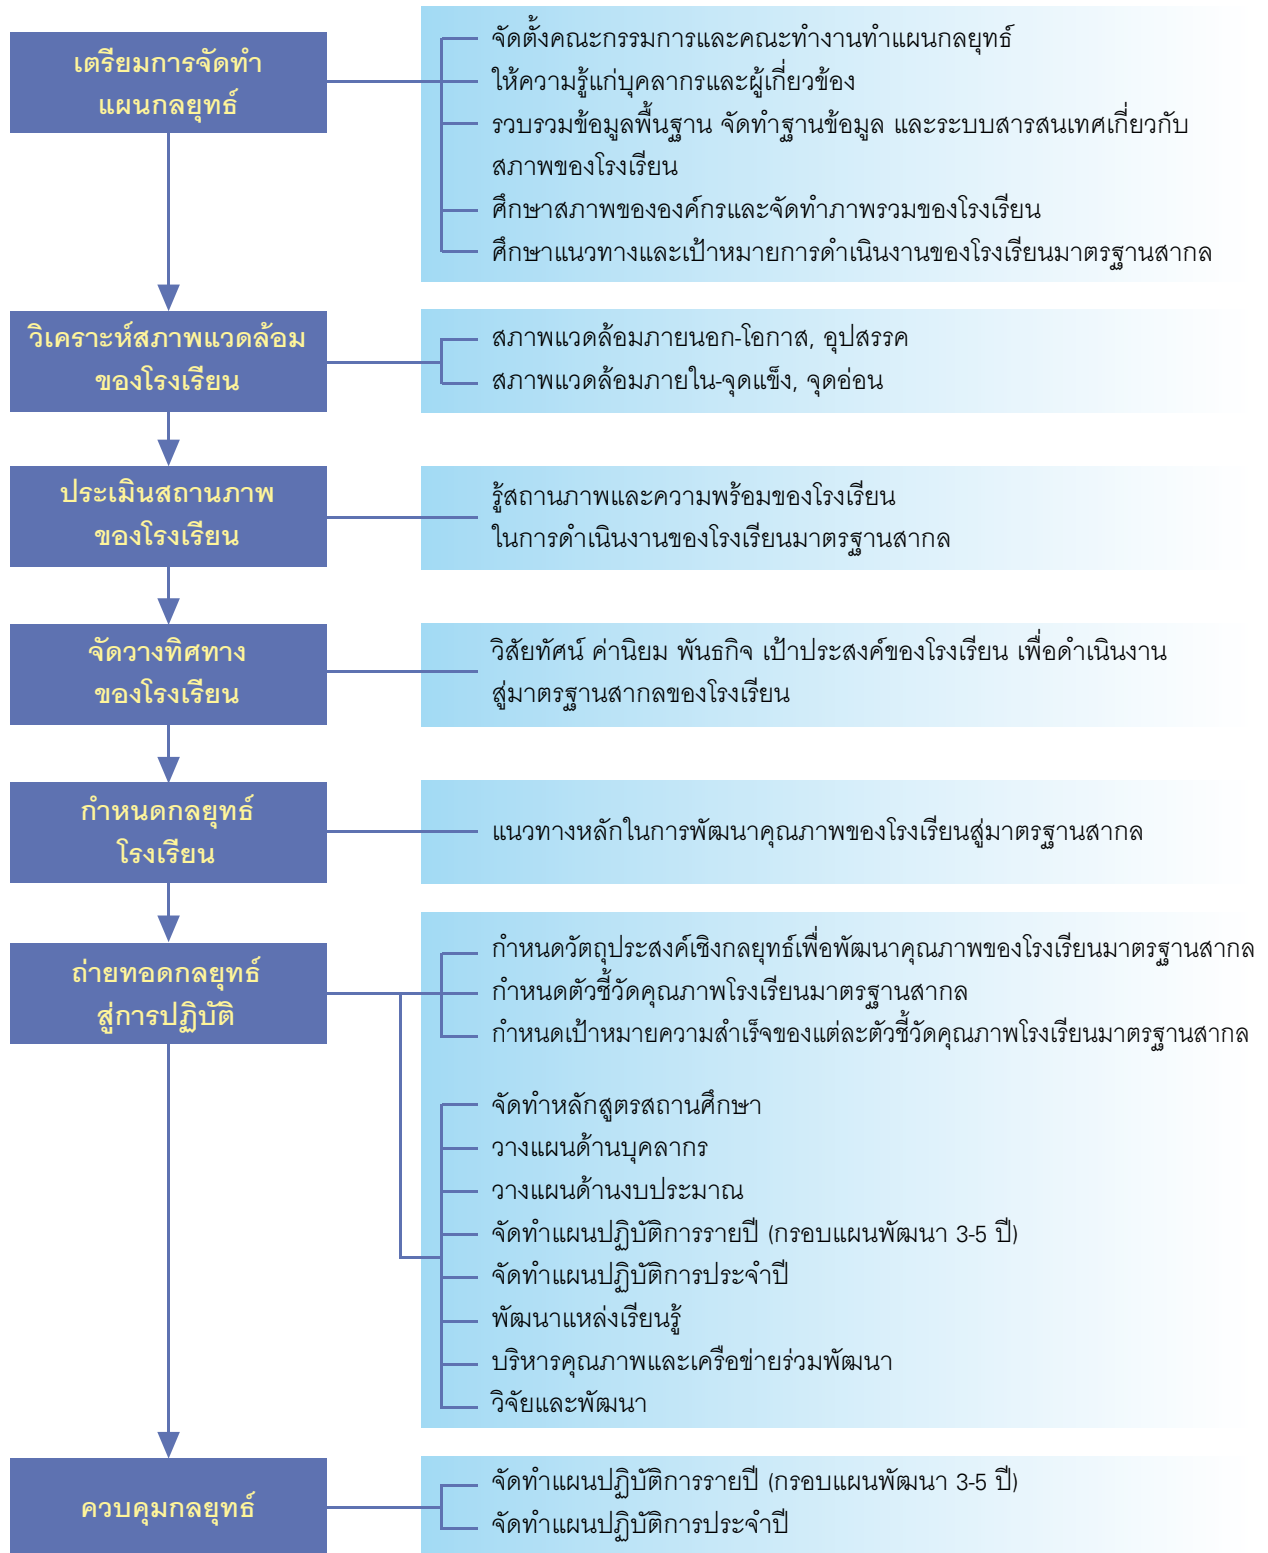 เตรียมการจัดทำ
แผนกลยุทธ์
จัดตั้งคณะกรรมการและคณะทำงานทำแผนกลยุทธ์
ให้ความรู้แก่บุคลากรและผู้เกี่ยวข้อง
รวบรวมข้อมูลพื้นฐาน จัดทำฐานข้อมูล และระบบสารสนเทศเกี่ยวกับ
สภาพของโรงเรียน
ศึกษาสภาพขององค์กรและจัดทำภาพรวมของโรงเรียน
ศึกษาแนวทางและเป้าหมายการดำเนินงานของโรงเรียนมาตรฐานสากล
วิเคราะห์สภาพแวดล้อม
ของโรงเรียน
สภาพแวดล้อมภายนอก-โอกาส, อุปสรรค
สภาพแวดล้อมภายใน-จุดแข็ง, จุดอ่อน
ประเมินสถานภาพ
ของโรงเรียน
รู้สถานภาพและความพร้อมของโรงเรียน
ในการดำเนินงานของโรงเรียนมาตรฐานสากล
จัดวางทิศทาง
ของโรงเรียน
วิสัยทัศน์ ค่านิยม พันธกิจ เป้าประสงค์ของโรงเรียน เพื่อดำเนินงาน
สู่มาตรฐานสากลของโรงเรียน
กำหนดกลยุทธ์
โรงเรียน
แนวทางหลักในการพัฒนาคุณภาพของโรงเรียนสู่มาตรฐานสากล
ถ่ายทอดกลยุทธ์
สู่การปฏิบัติ
กำหนดวัตถุประสงค์เชิงกลยุทธ์เพื่อพัฒนาคุณภาพของโรงเรียนมาตรฐานสากล
กำหนดตัวชี้วัดคุณภาพโรงเรียนมาตรฐานสากล
กำหนดเป้าหมายความสำเร็จของแต่ละตัวชี้วัดคุณภาพโรงเรียนมาตรฐานสากล
จัดทำหลักสูตรสถานศึกษา
วางแผนด้านบุคลากร
วางแผนด้านงบประมาณ
จัดทำแผนปฏิบัติการรายปี (กรอบแผนพัฒนา 3-5 ปี)
จัดทำแผนปฏิบัติการประจำปี
พัฒนาแหล่งเรียนรู้
บริหารคุณภาพและเครือข่ายร่วมพัฒนา
วิจัยและพัฒนา
ควบคุมกลยุทธ์
จัดทำแผนปฏิบัติการรายปี (กรอบแผนพัฒนา 3-5 ปี)
จัดทำแผนปฏิบัติการประจำปี